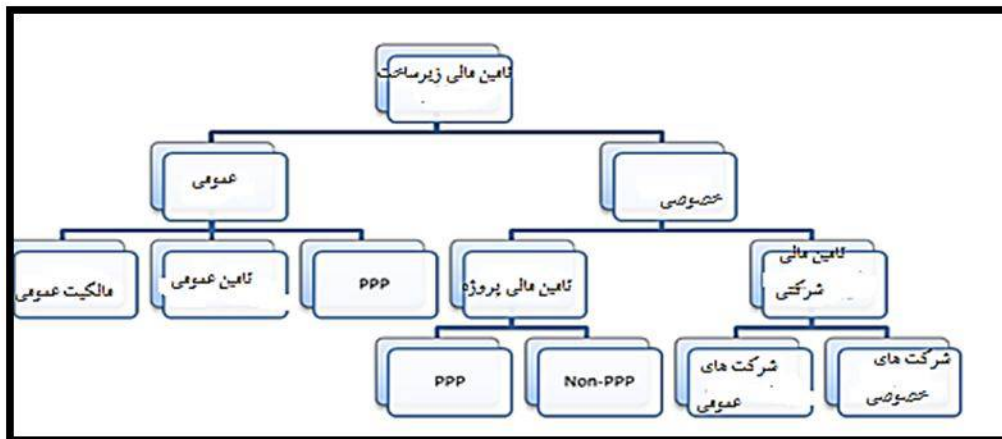 تامین مالی زیرساخت
عمومی
خصوصی
مالکیت عمومی
تامین عمومی
PPP
تامین مالی پروژه
تامین مالی
شرکتی
PPP
Non-PPP
شرکت های
عمومی
شرکت های
خصوصی